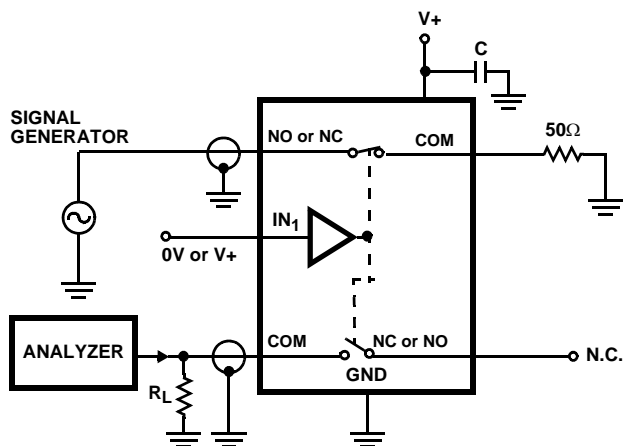 V+
C
SIGNAL
GENERATOR
NO or NC
COM
50Ω
IN1
0V or V+
ANALYZER
COM
NC or NO
N.C.
RL
GND